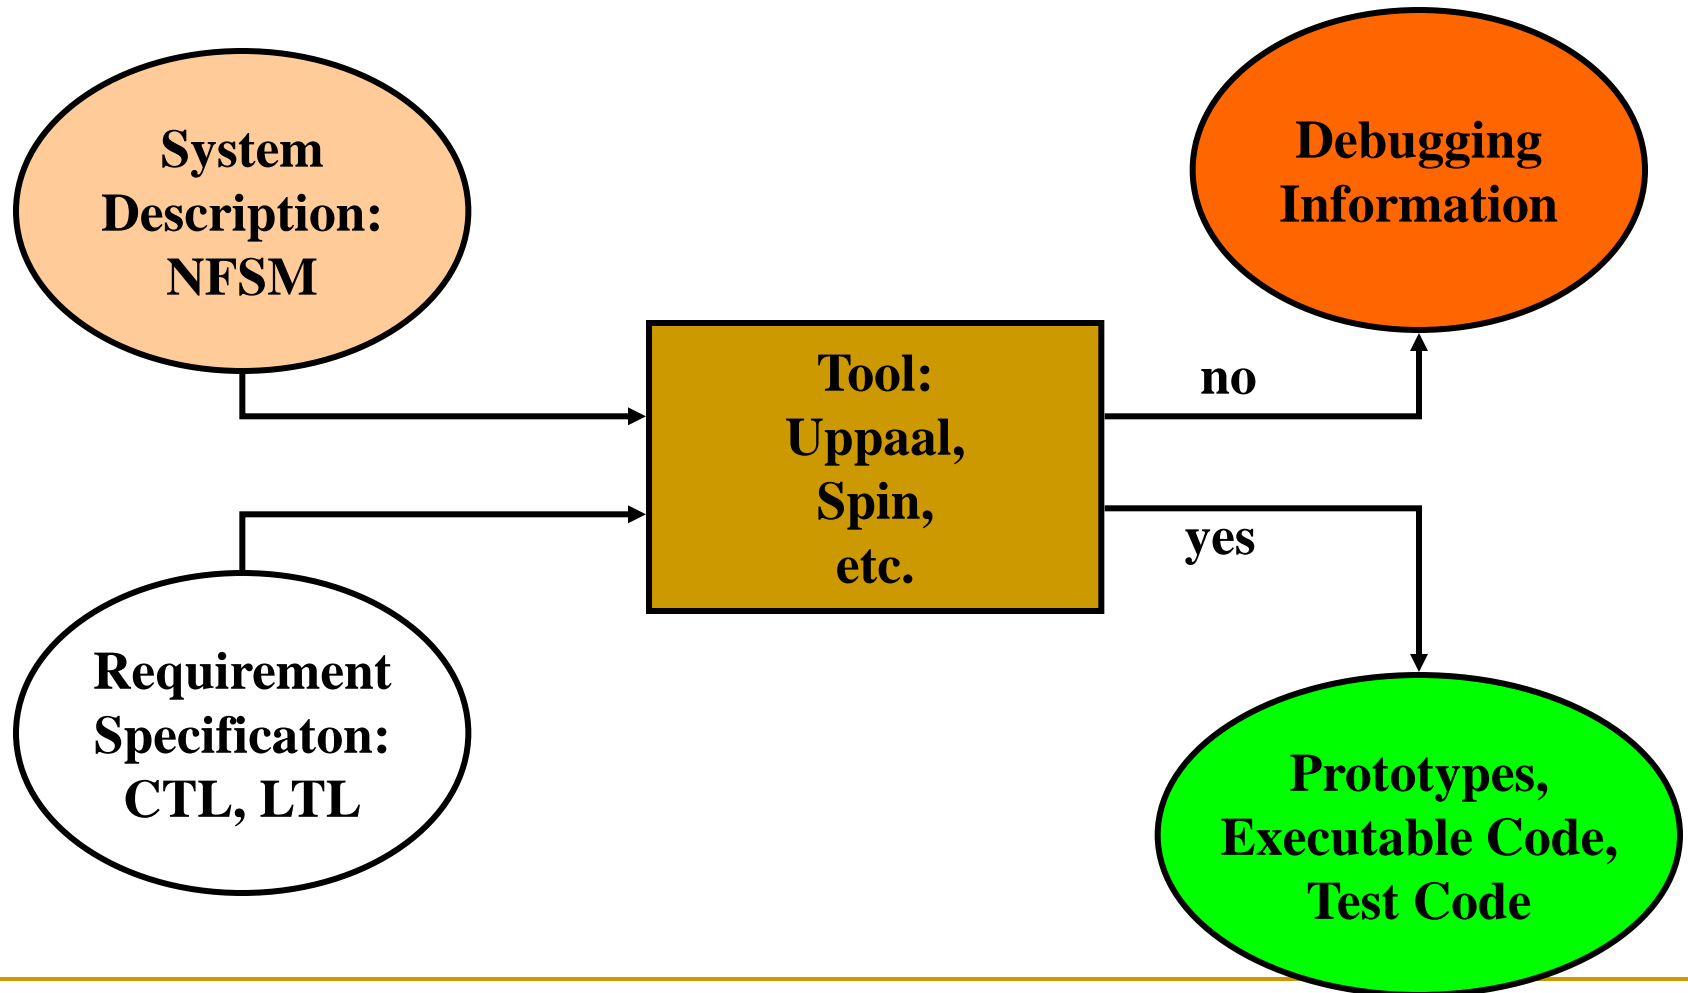 System
Description:
NFSM
Requirement
Specificaton:
CTL, LTL
Tool:
Uppaal,
Spin,
etc.
no
yes
Debugging
Information
Prototypes,
Executable Code,
Test Code